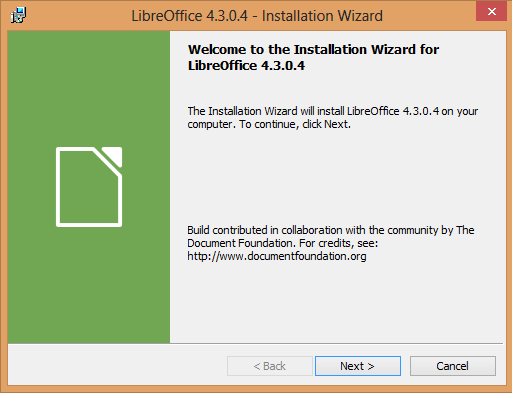 LibreOffice 4.3.0.4 - Installation Wizard
Welcome to the Installation Wizard for
LibreOffice 4.3.0.4
The Installation Wizard will install LibreOffice 4.3.0.4 on your
computer. To continue, click Next.
Build contributed in collaboration with the community by The
Document Foundation. For credits, see:
http://www.documentfoundation.org
< Back
Next >
Cancel